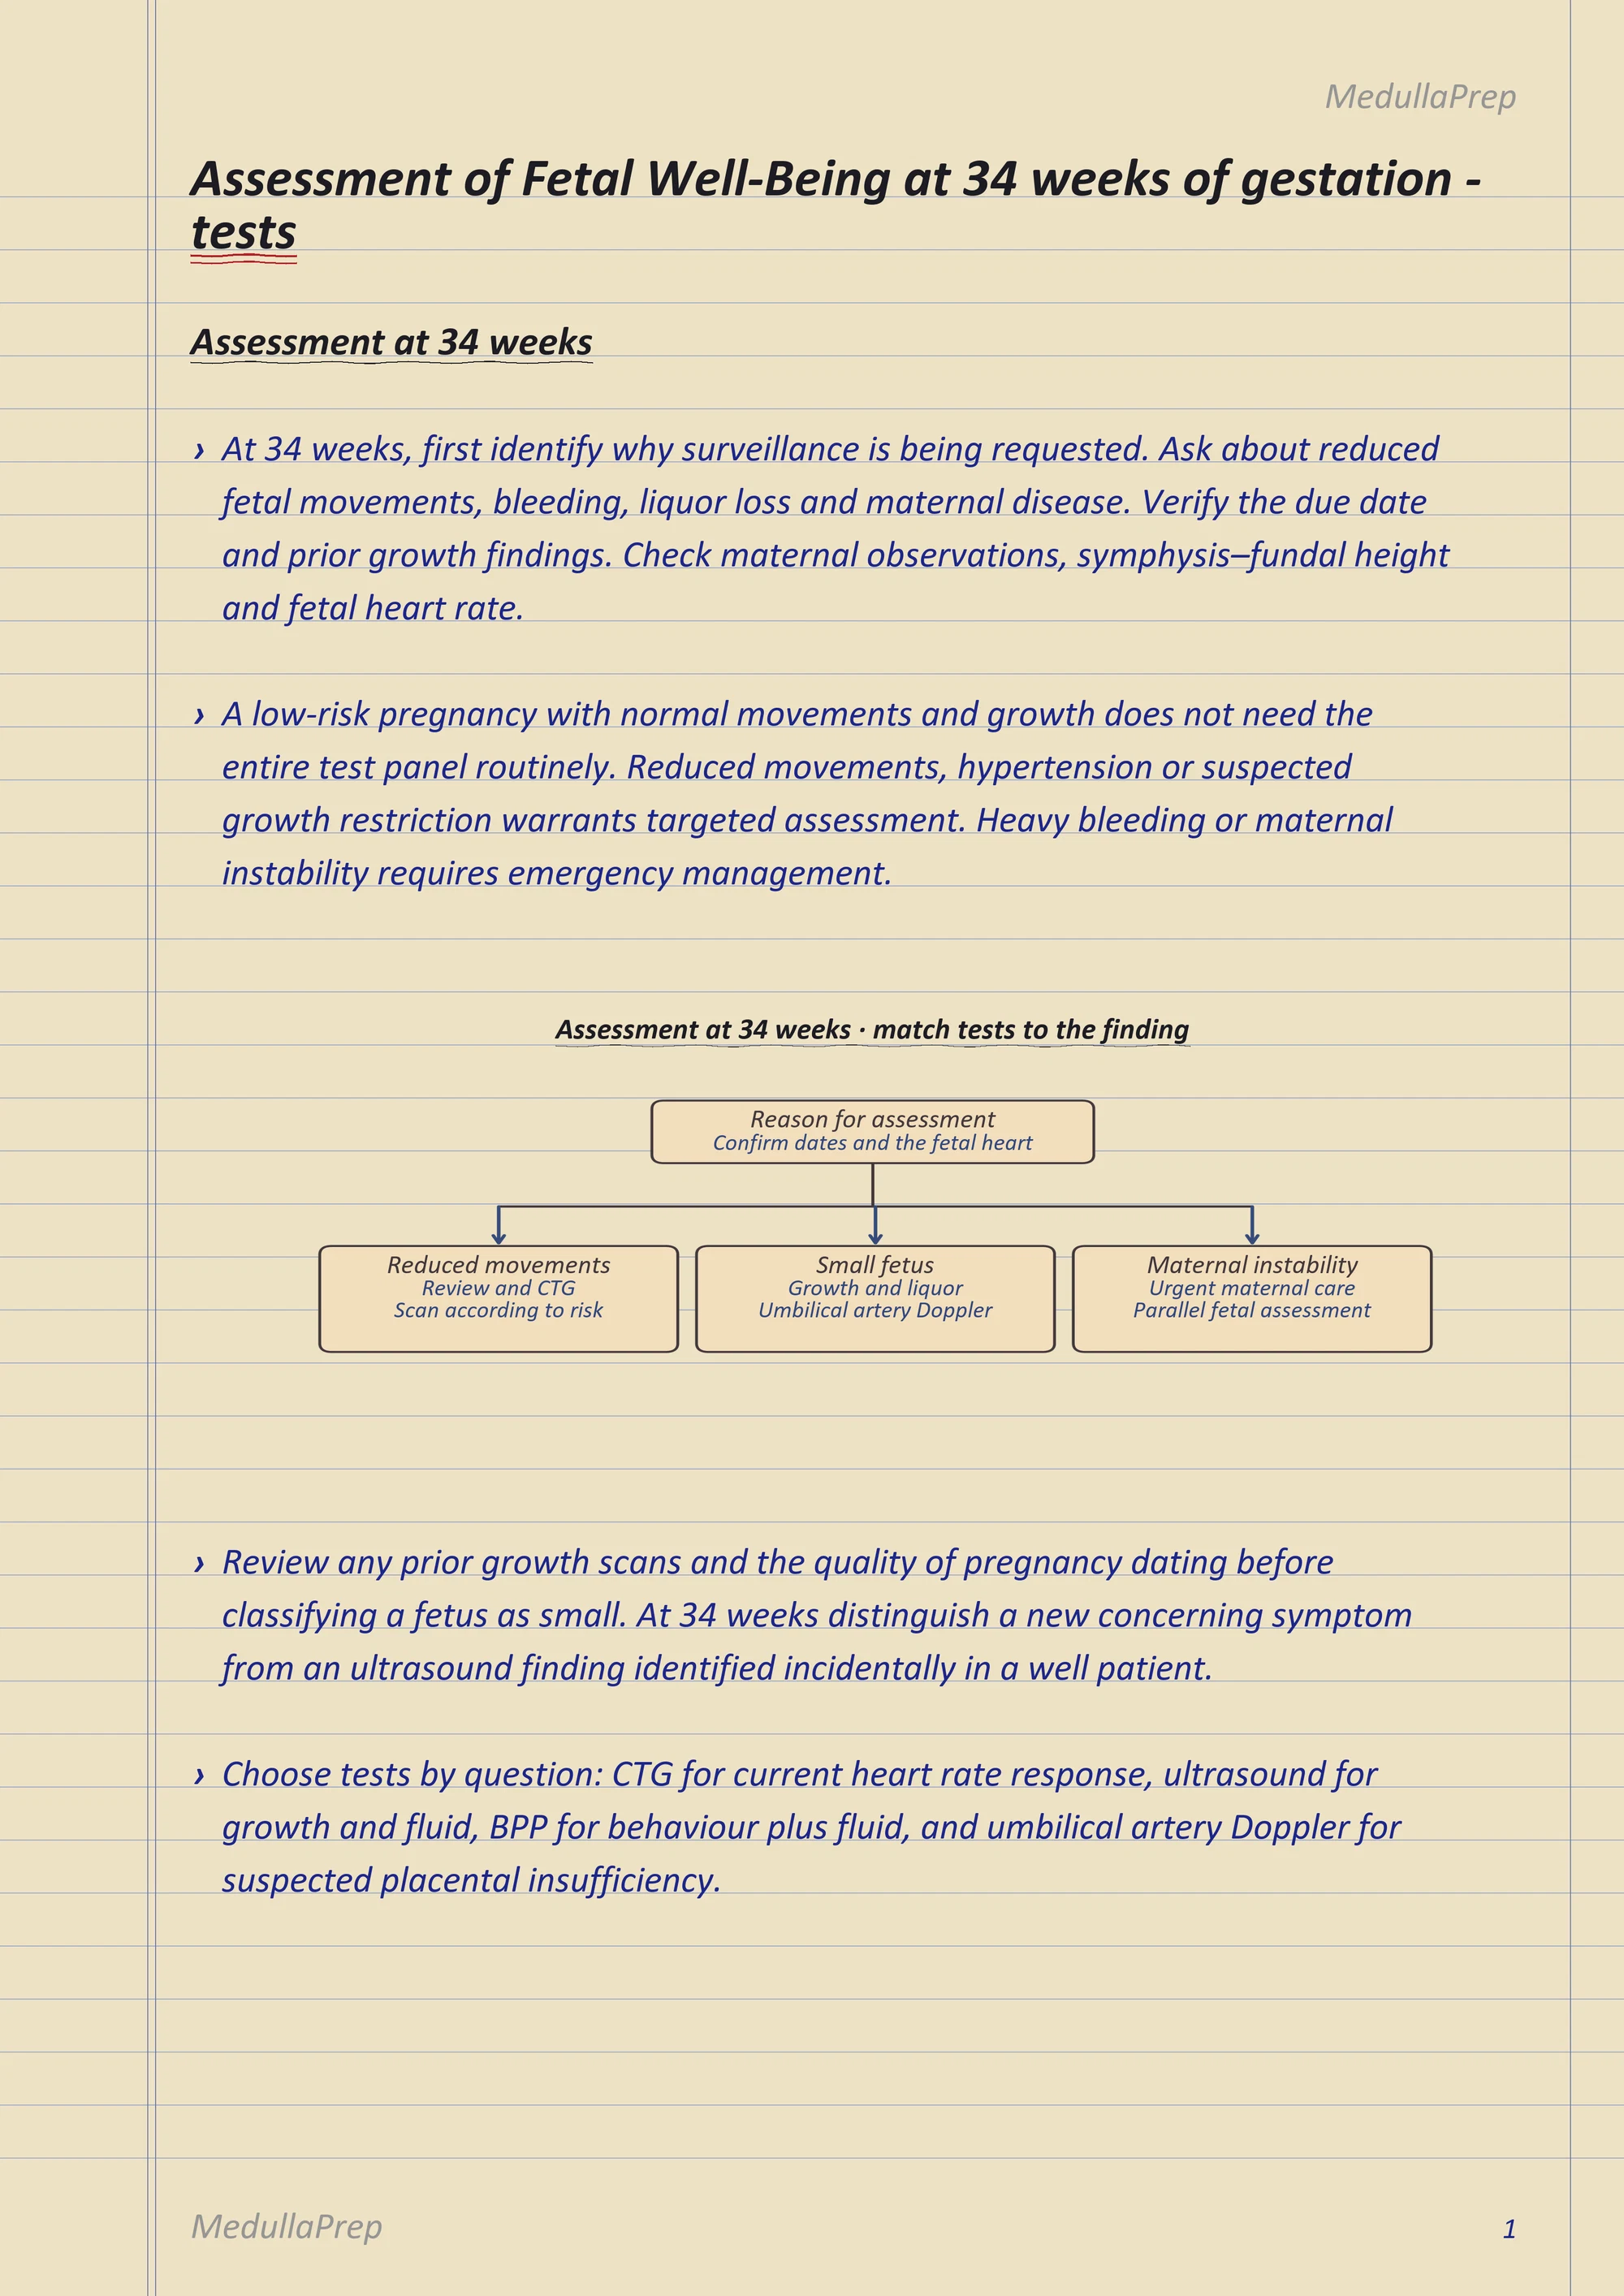 MedullaPrep
Assessment of Fetal Well-Being at 34 weeks of gestation -
tests
Assessment at 34 weeks
› At 34 weeks, first identify why surveillance is being requested. Ask about reduced
fetal movements, bleeding, liquor loss and maternal disease. Verify the due date
and prior growth findings. Check maternal observations, symphysis–fundal height
and fetal heart rate.
› A low-risk pregnancy with normal movements and growth does not need the
entire test panel routinely. Reduced movements, hypertension or suspected
growth restriction warrants targeted assessment. Heavy bleeding or maternal
instability requires emergency management.
Assessment at 34 weeks · match tests to the finding
Reason for assessment
Confirm dates and the fetal heart
Reduced movements
Review and CTG
Scan according to risk
Small fetus
Growth and liquor
Umbilical artery Doppler
Maternal instability
Urgent maternal care
Parallel fetal assessment
› Review any prior growth scans and the quality of pregnancy dating before
classifying a fetus as small. At 34 weeks distinguish a new concerning symptom
from an ultrasound finding identified incidentally in a well patient.
› Choose tests by question: CTG for current heart rate response, ultrasound for
growth and fluid, BPP for behaviour plus fluid, and umbilical artery Doppler for
suspected placental insufficiency.
MedullaPrep
1